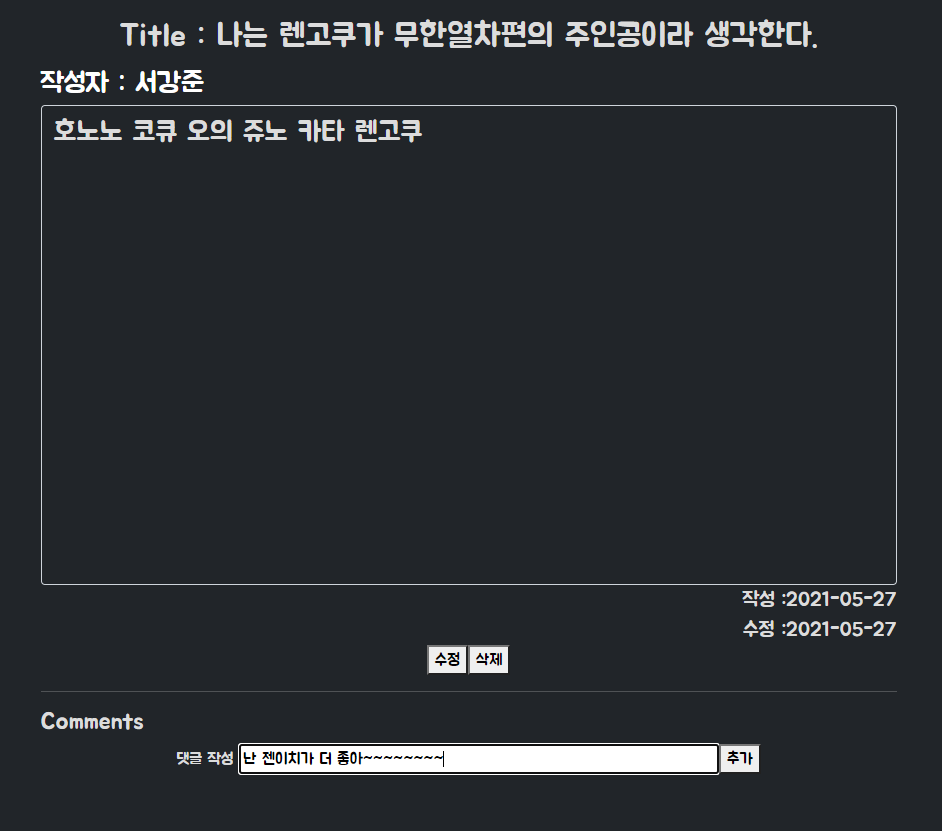 Title : 나는 렌고쿠가 무한열차편의 주인공이라 생각한다.
작성자 : 서강준
호노노 코큐 오의 쥬노 카타 렌고쿠
작성 :2021-05-27
수정 :2021-05-27
수정 삭제
Comments
댓글 작성 난 젠이치가 더 좋아~~~~~~~~ 추가